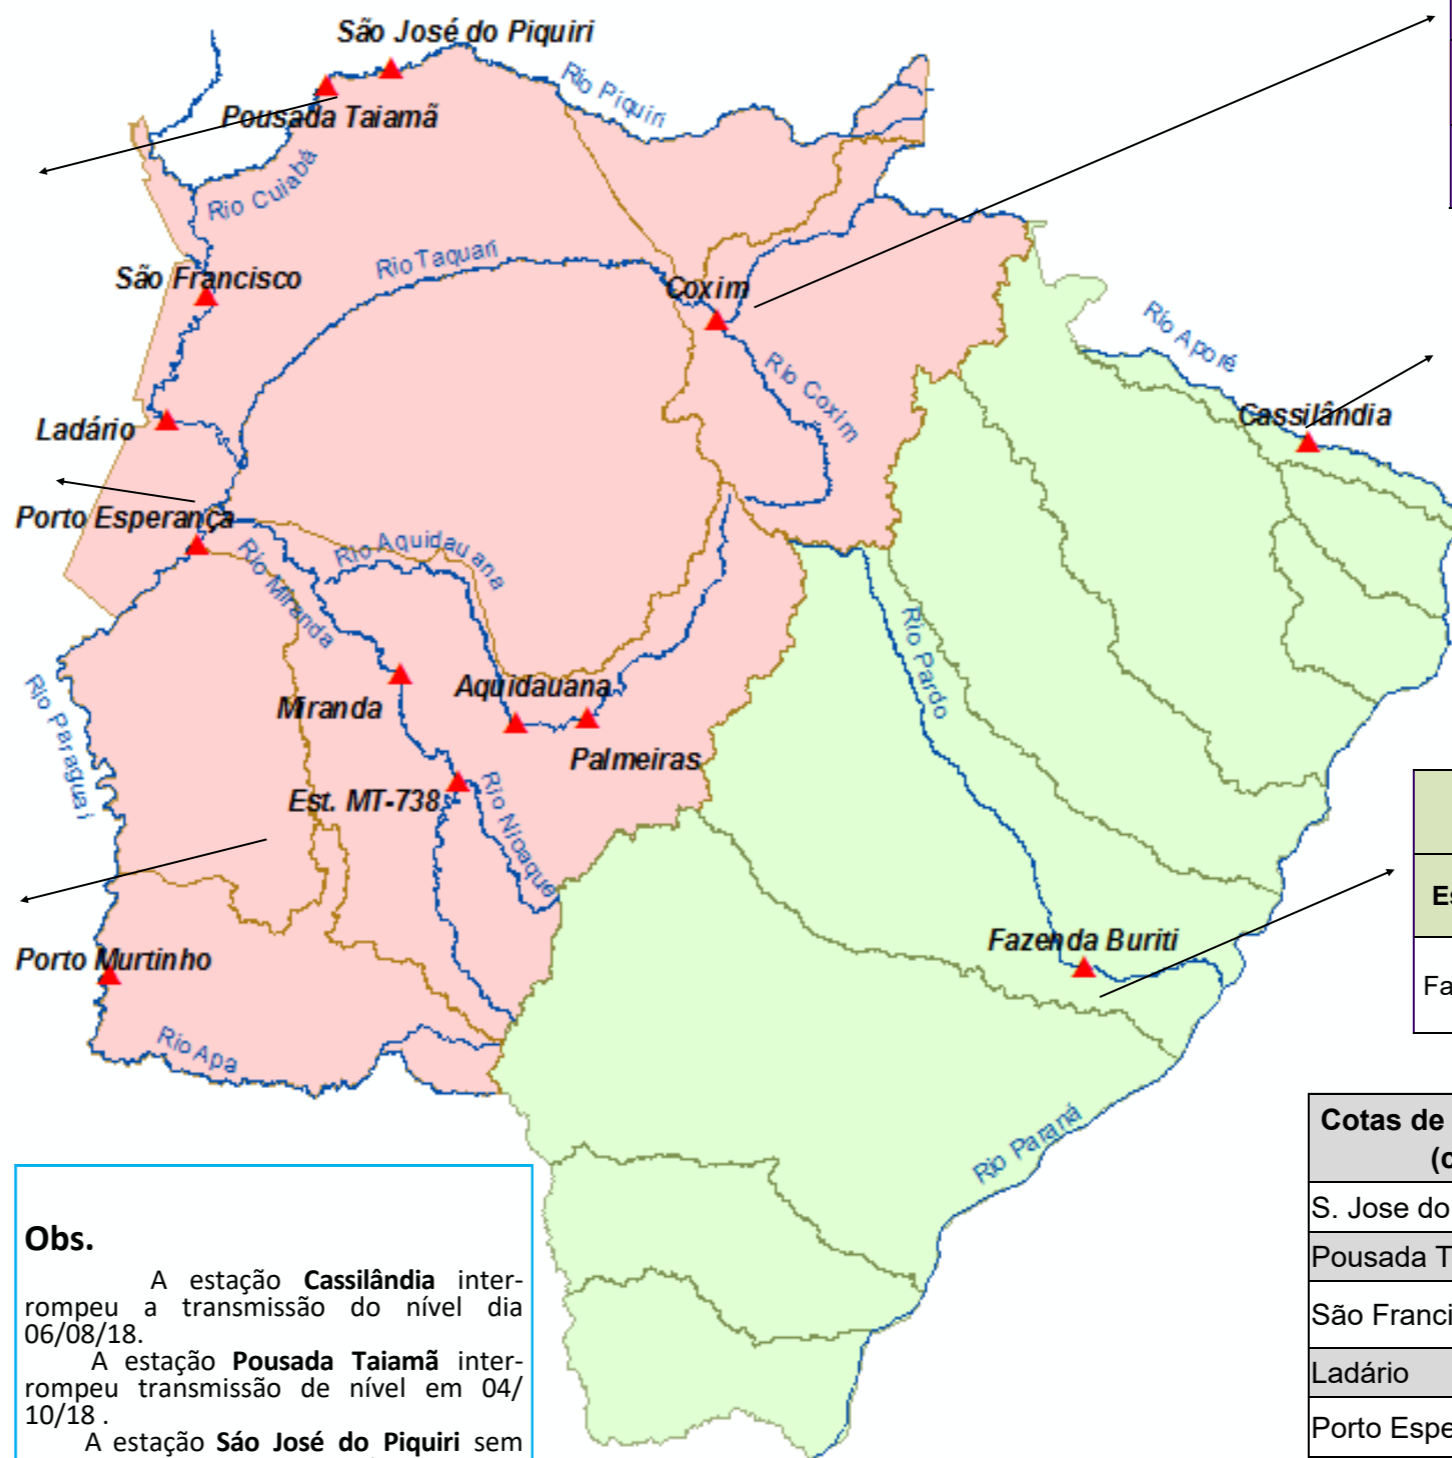 São José do Piquiri
Rio Piquiri
Pousada Taiamã
Rio Cuiabá
Rio Taquari
São Francisco
Coxim
Rio Aporé
Rio Coxim
Cassilândia
Ladário
Porto Esperança
Rio Aquidauana
Rio Miranda
Rio Pardo
Rio Paraguai
Aquidauana
Miranda
Palmeiras
Est. MT-738
Rio Nioaque
Es
Fazenda Buriti
Porto Murtinho
Fa
Rio Apa
Rio Paraná
Cotas de
(c
S. Jose do
Pousada T
São Franci
Ladário
Porto Espe
Obs.
A estação Cassilândia inter-
rompeu a transmissão do nível dia
06/08/18.
A estação Pousada Taiamã inter-
rompeu transmissão de nível em 04/
10/18 .
A estação Sáo José do Piquiri sem